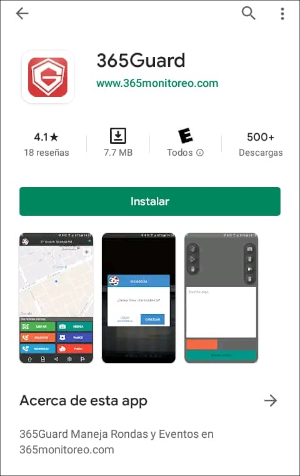 365Guard
www.365monitoreo.com
4.1★
18 reseñas
7.7 MB
E
Todos
500+
Descargas
Instalar
Acerca de esta app
365Guard Maneja Rondas y Eventos en
365monitoreo.com